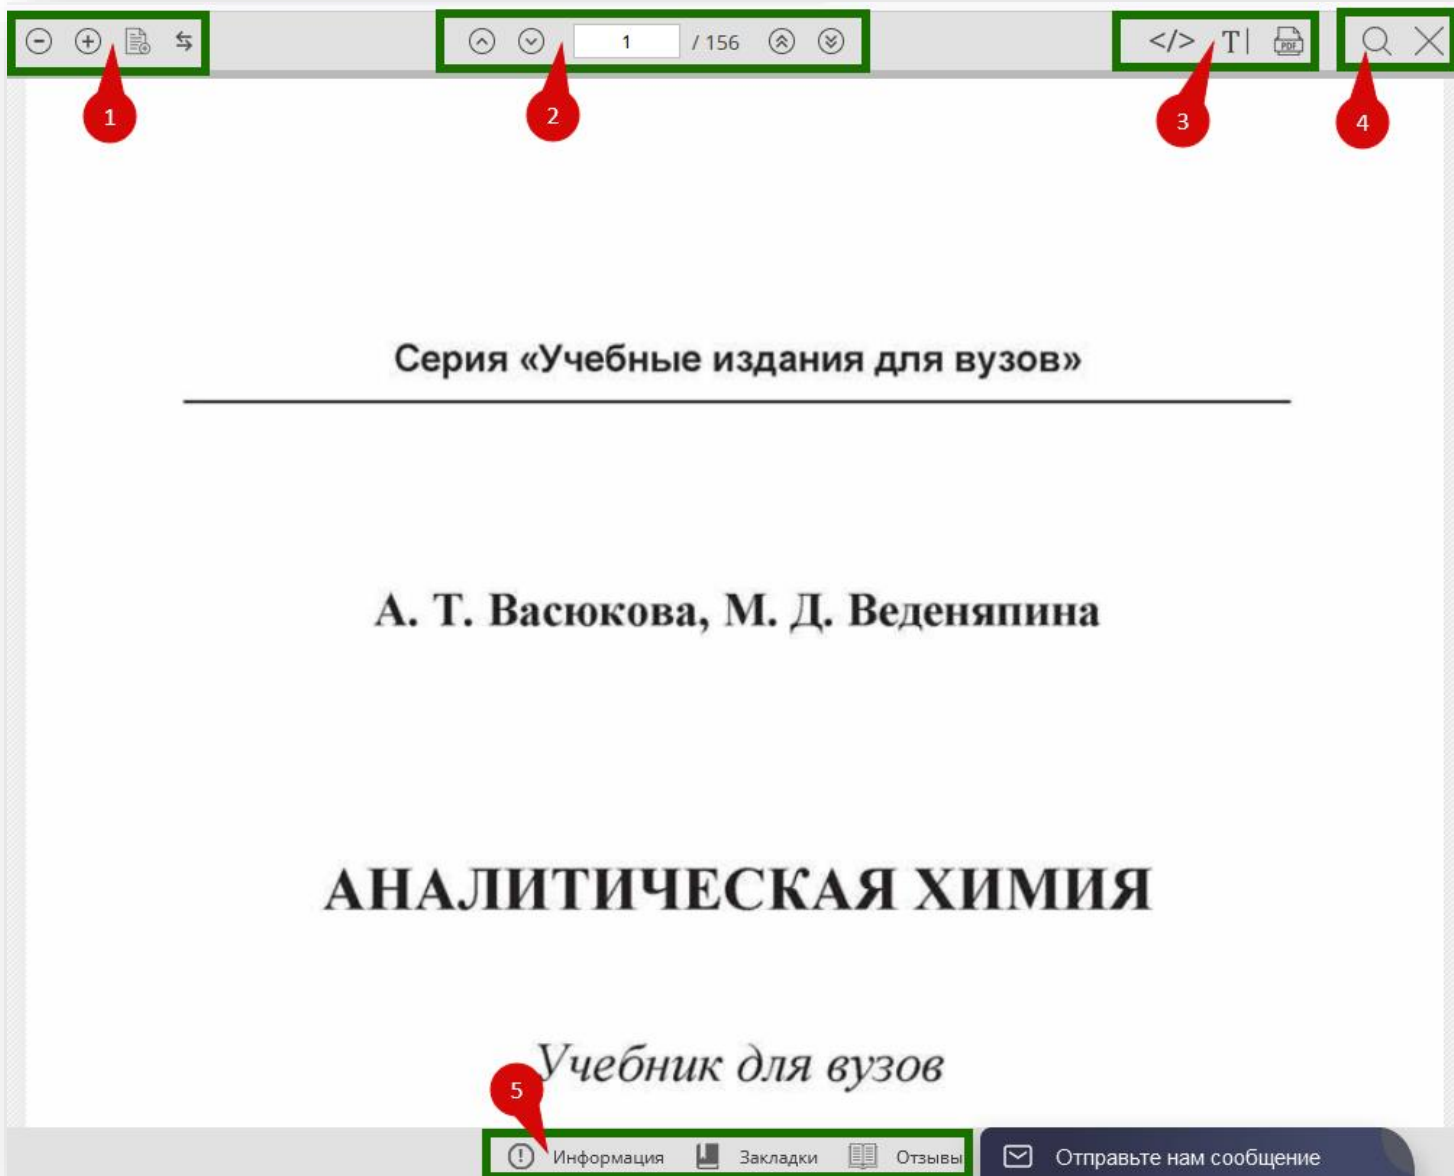 1 / 156 </> T| PDF
1
2
3
4
Серия «Учебные издания для вузов»
А. Т. Васюкова, М. Д. Веденяпина
АНАЛИТИЧЕСКАЯ ХИМИЯ
Учебник для вузов
5
Информация Закладки Отзывы Отправьте нам сообщение